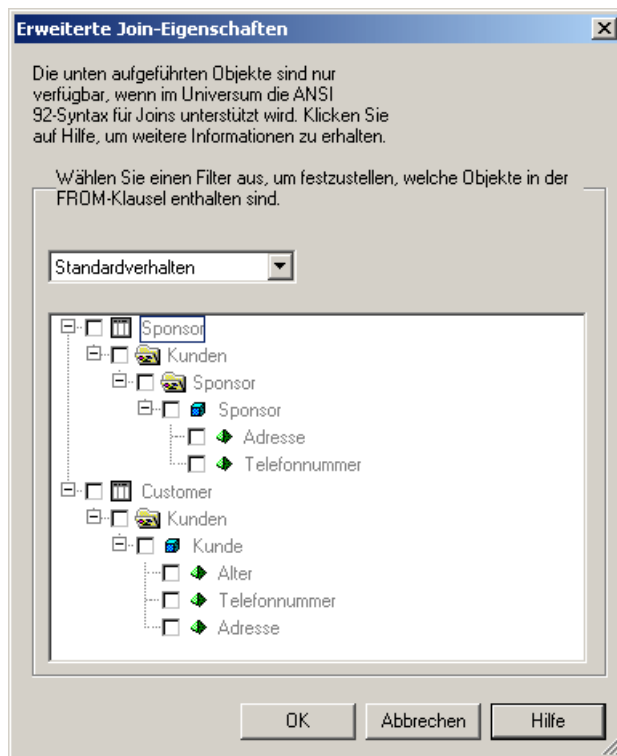 Erweiterte Join-Eigenschaften
Die unten aufgeführten Objekte sind nur
verfügbar, wenn im Universum die ANSI
92-Syntax für Joins unterstützt wird. Klicken Sie
auf Hilfe, um weitere Informationen zu erhalten.
Wählen Sie einen Filter aus, um festzustellen, welche Objekte in der
FROM-Klausel enthalten sind.
Standardverhalten
Sponsor
Kunden
Sponsor
Sponsor
Adresse
Telefonnummer
Customer
Kunden
Kunde
Alter
Telefonnummer
Adresse
OK
Abbrechen
Hilfe